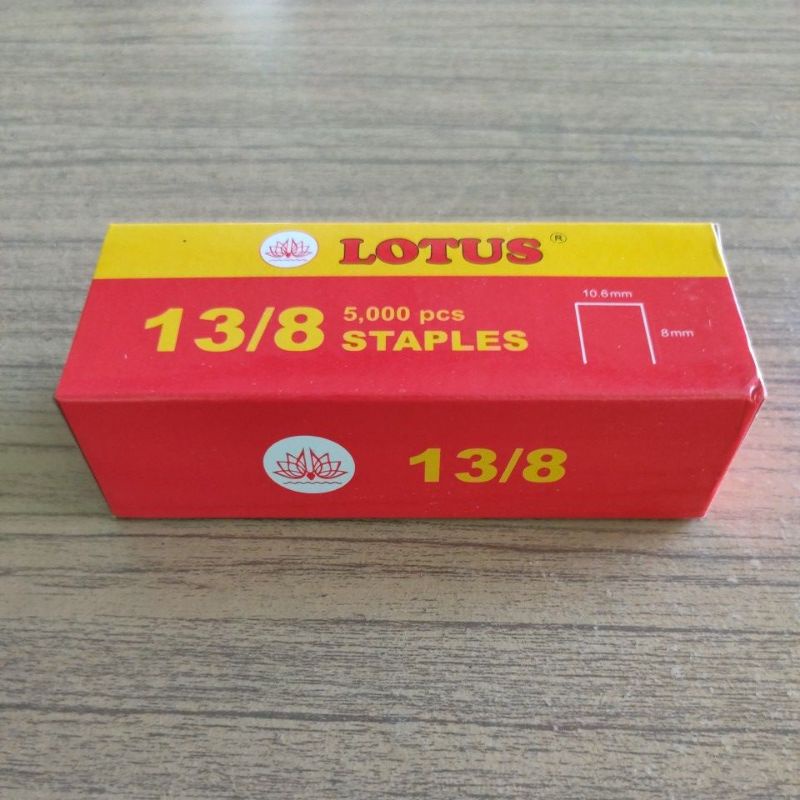 LOTUS ®
13/8 5,000 pcs
STAPLES
10.6mm
8mm
13/8